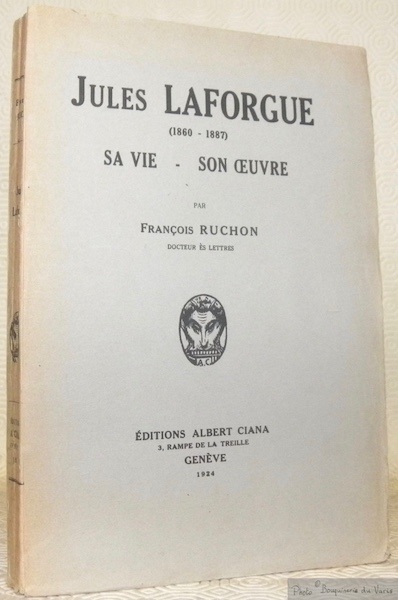 JULES LAFORGUE
(1860 - 1887)
SA VIE - SON ŒUVRE
PAR
FRANÇOIS RUCHON
DOCTEUR ÈS LETTRES
A.C.
ÉDITIONS ALBERT CIANA
3, RAMPE DE LA TREILLE
GENÈVE
1924
Photo © Bouquinerie du Varis